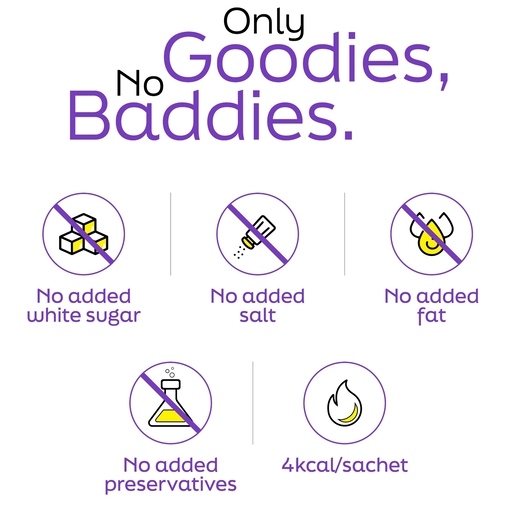 Only
Goodies,
No
Baddies.
No added
white sugar
No added
salt
No added
fat
No added
preservatives
4kcal/sachet